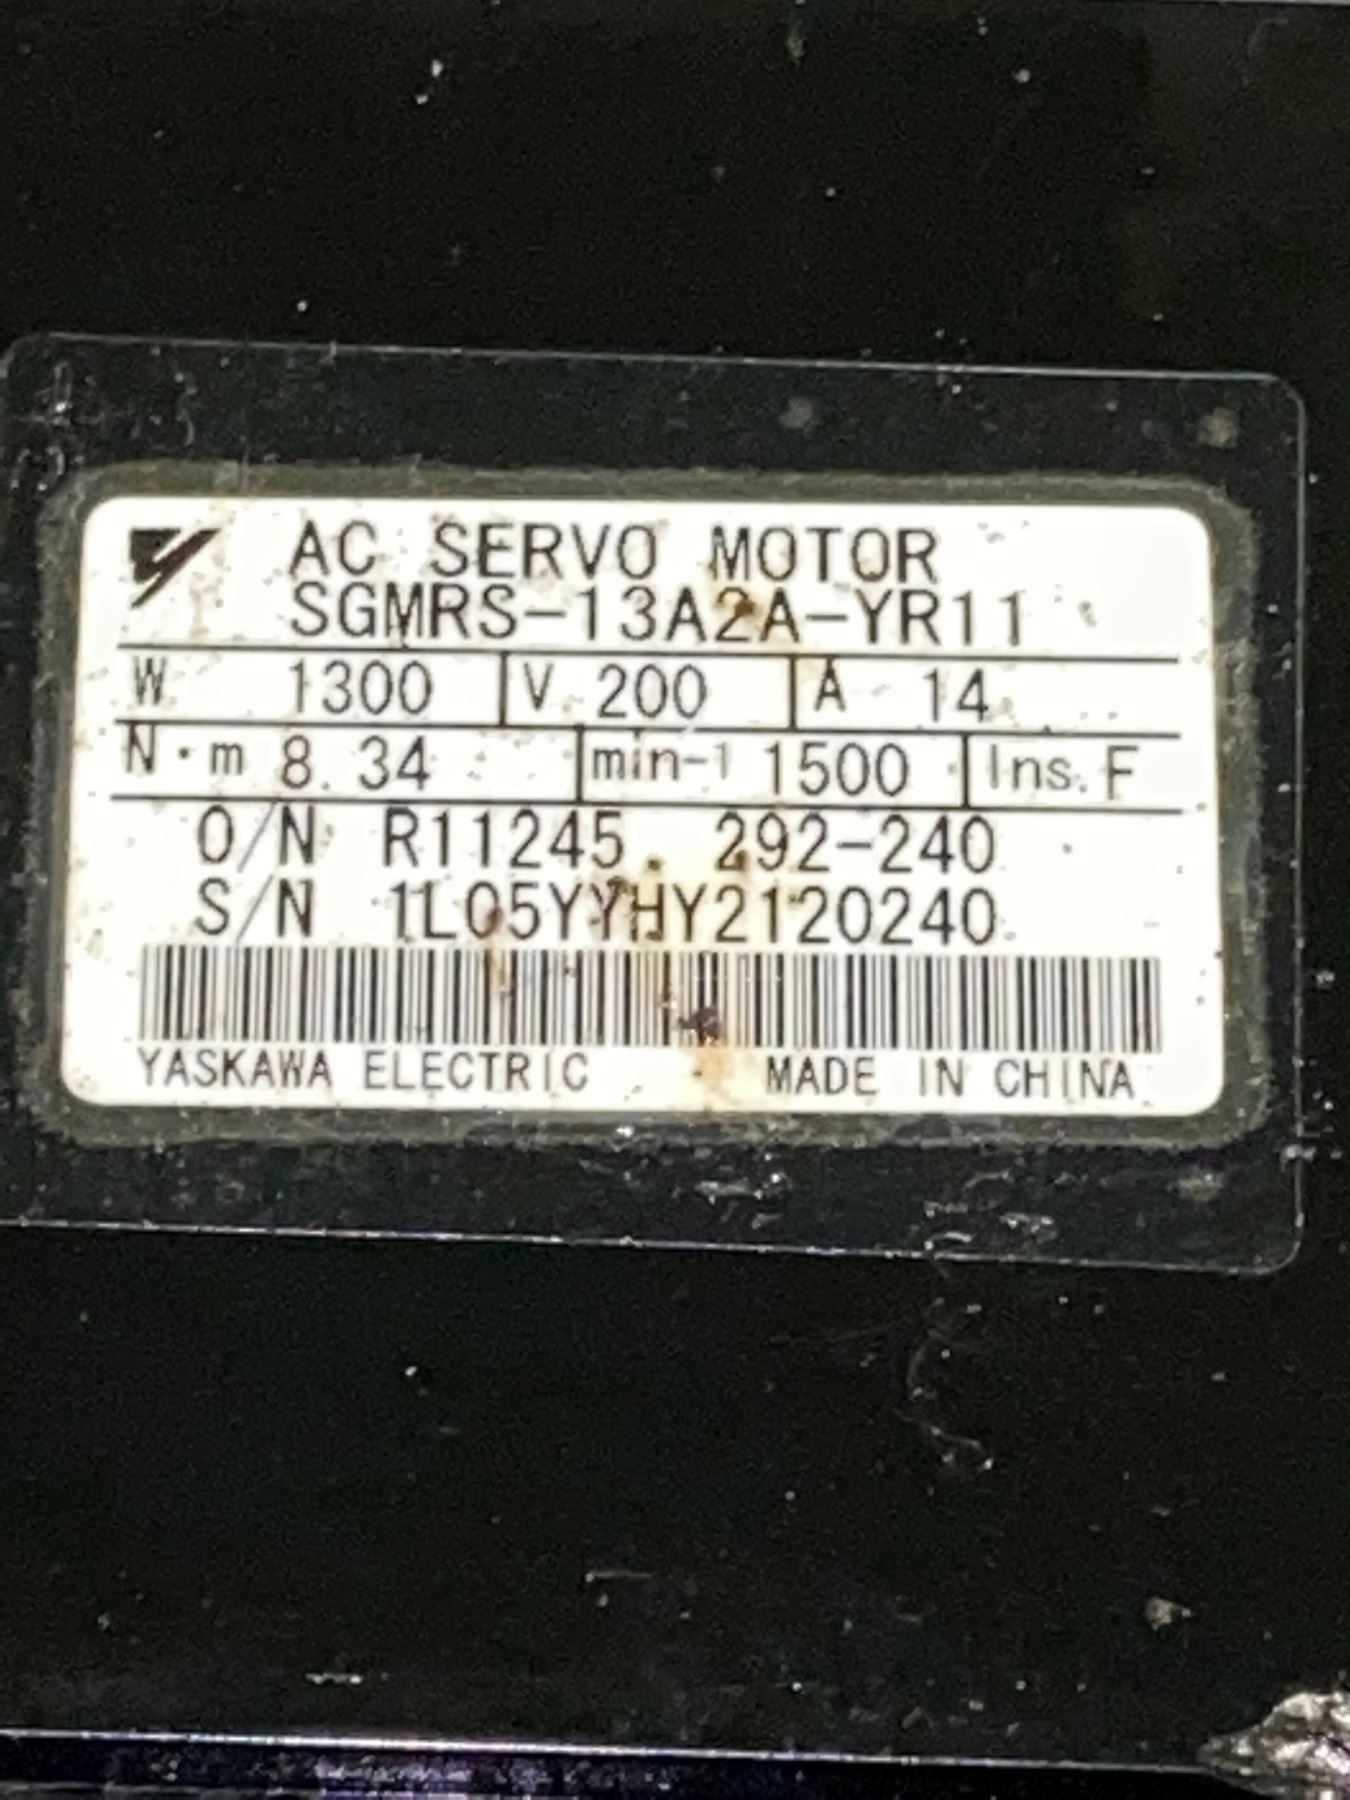 AC SERVO MOTOR
SGMRS-13A2A-YR11
W 1300 V 200 A 14
N·m 8.34 min-1 1500 Ins. F
O/N R11245. 292-240
S/N 1L05YYHY2120240
YASKAWA ELECTRIC MADE IN CHINA